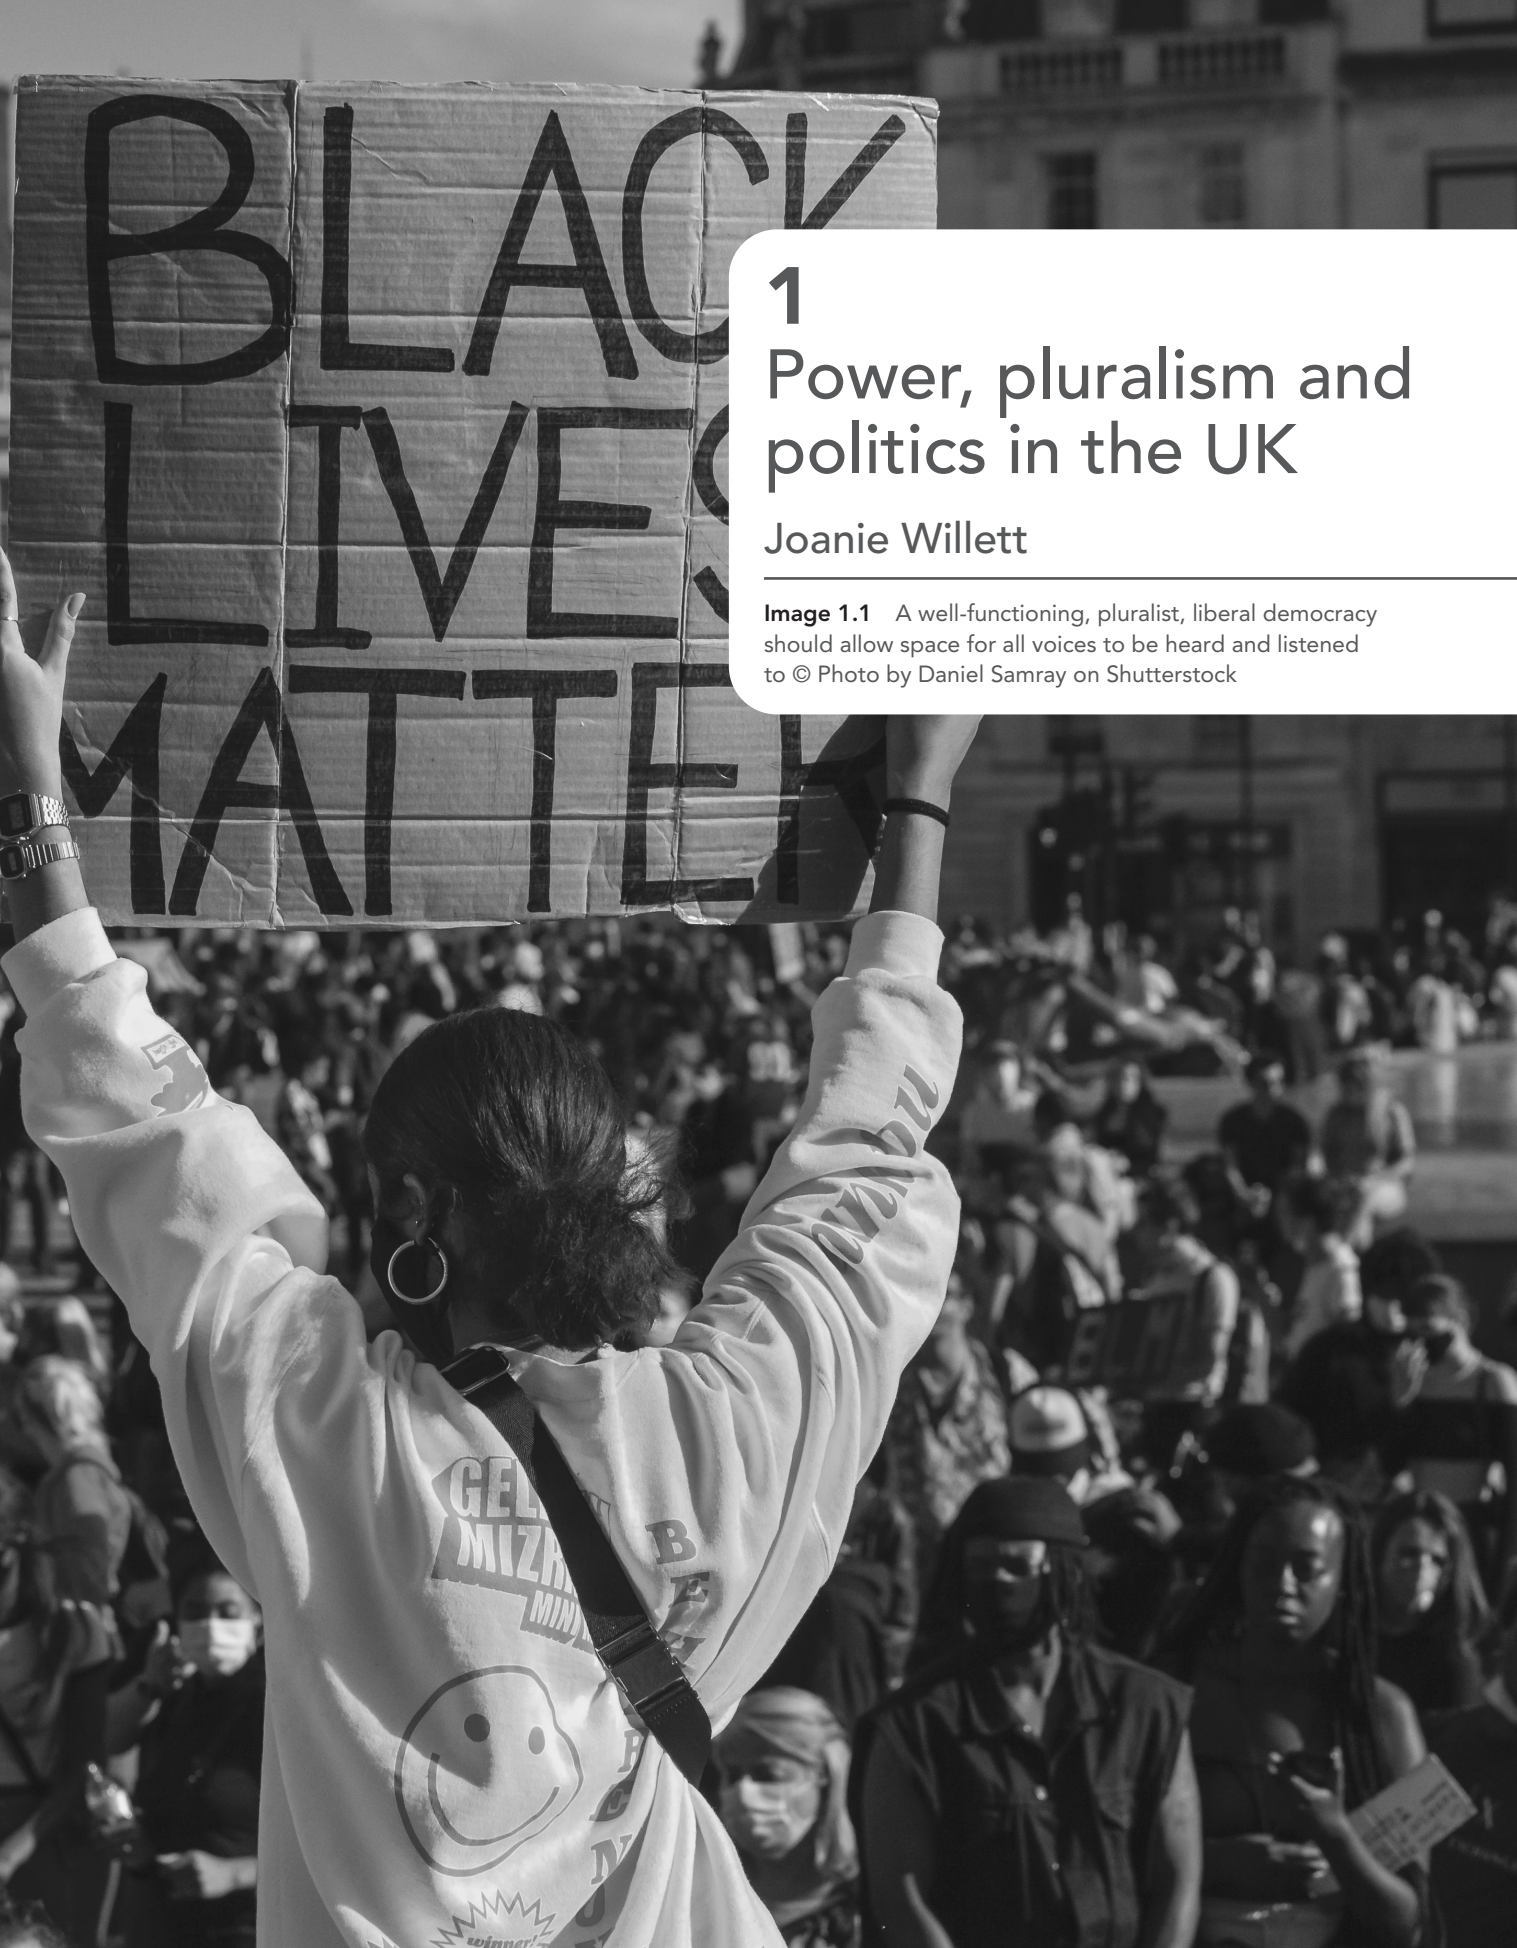 BLACK
LIVES
MATTER
1
Power, pluralism and
politics in the UK
Joanie Willett
Image 1.1 A well-functioning, pluralist, liberal democracy
should allow space for all voices to be heard and listened
to © Photo by Daniel Samray on Shutterstock
winner!